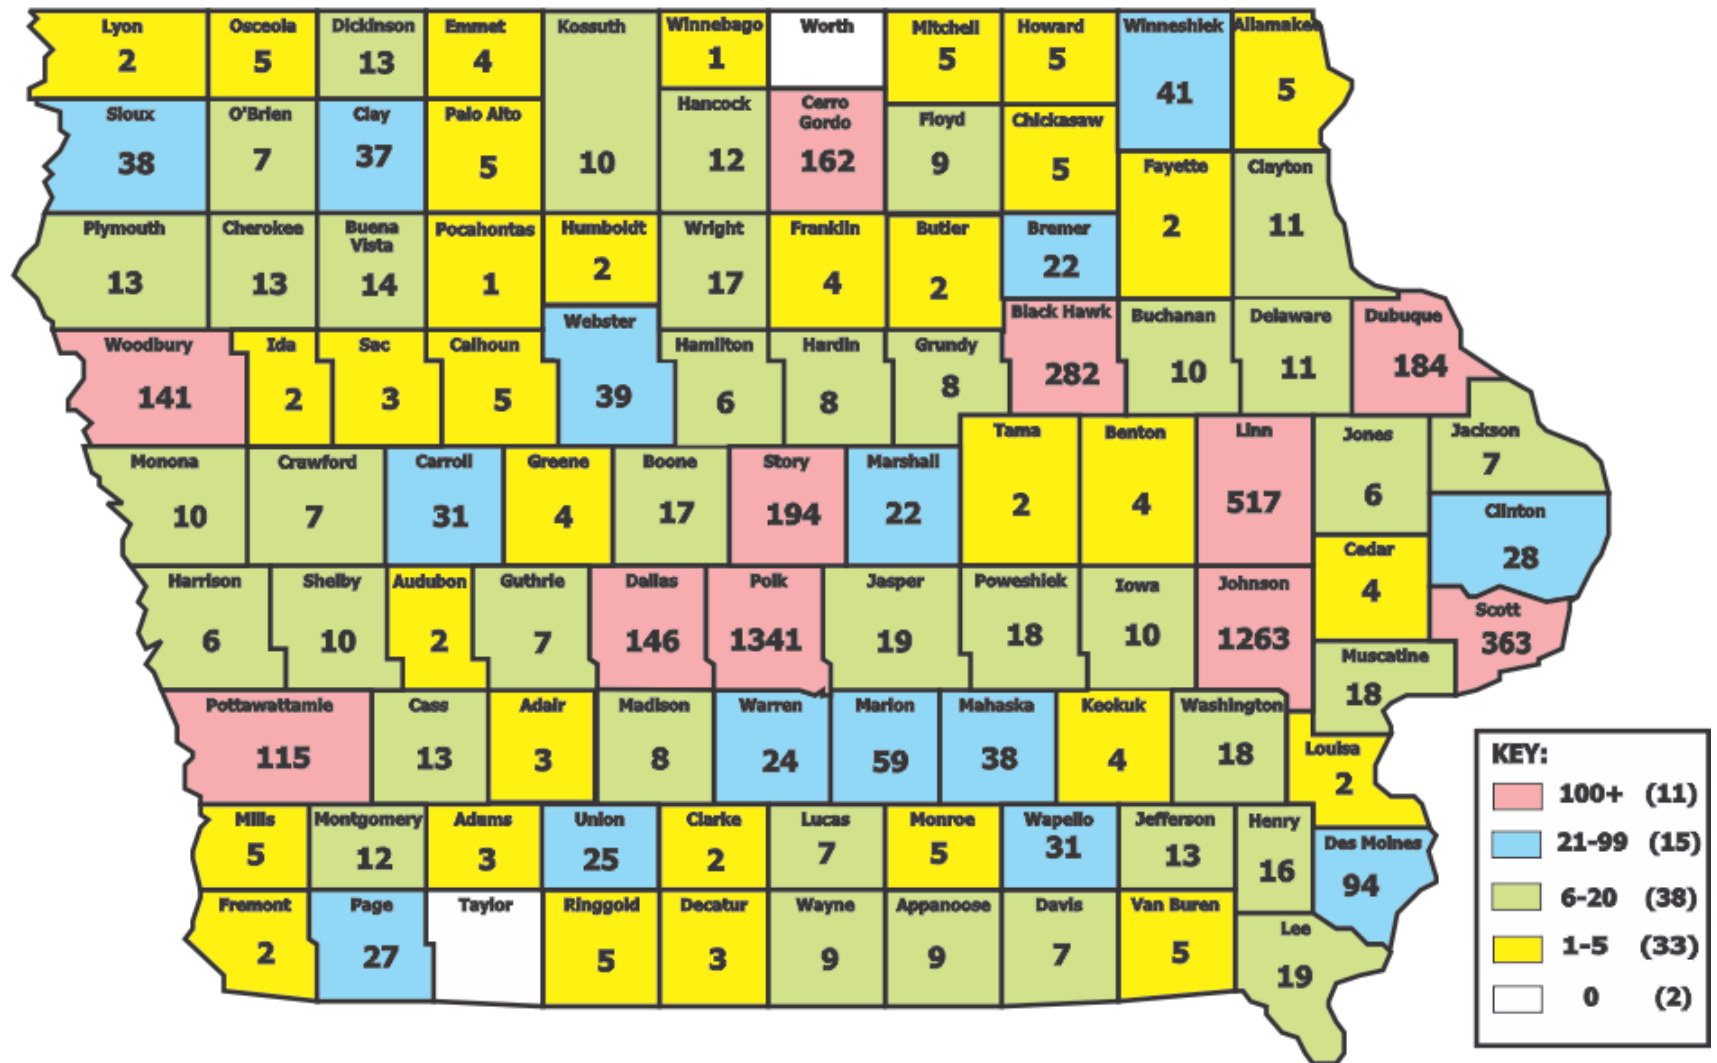 Lyon
2
Osceola
5
Dickinson
13
Emmet
4
Kossuth
10
Winnebago
1
Worth
Mitchell
5
Howard
5
Winneshiek
41
Allamakee
5
Sioux
38
O'Brien
7
Clay
37
Palo Alto
5
Hancock
12
Cerro
Gordo
162
Floyd
9
Chickasaw
5
Fayette
2
Clayton
11
Plymouth
13
Cherokee
13
Buena
Vista
14
Pocahontas
1
Humboldt
2
Wright
17
Franklin
4
Butler
2
Bremer
22
Woodbury
141
Ida
2
Sac
3
Calhoun
5
Webster
39
Hamilton
6
Hardin
8
Grundy
8
Black Hawk
282
Buchanan
10
Delaware
11
Dubuque
184
Monona
10
Crawford
7
Carroll
31
Greene
4
Boone
17
Story
194
Marshall
22
Tama
2
Benton
4
Linn
517
Jones
6
Jackson
7
Clinton
28
Cedar
4
Harrison
6
Shelby
10
Audubon
2
Guthrie
7
Dallas
146
Polk
1341
Jasper
19
Poweshiek
18
Iowa
10
Johnson
1263
Scott
363
Muscatine
18
Pottawattamie
115
Cass
13
Adair
3
Madison
8
Warren
24
Marion
59
Mahaska
38
Keokuk
4
Washington
18
Louisa
2
Mills
5
Montgomery
12
Adams
3
Union
25
Clarke
2
Lucas
7
Monroe
5
Wapello
31
Jefferson
13
Henry
16
Des Moines
94
Fremont
2
Page
27
Taylor
Ringgold
5
Decatur
3
Wayne
9
Appanoose
9
Davis
7
Van Buren
5
Lee
19
KEY:
100+ (11)
21-99 (15)
6-20 (38)
1-5 (33)
0 (2)